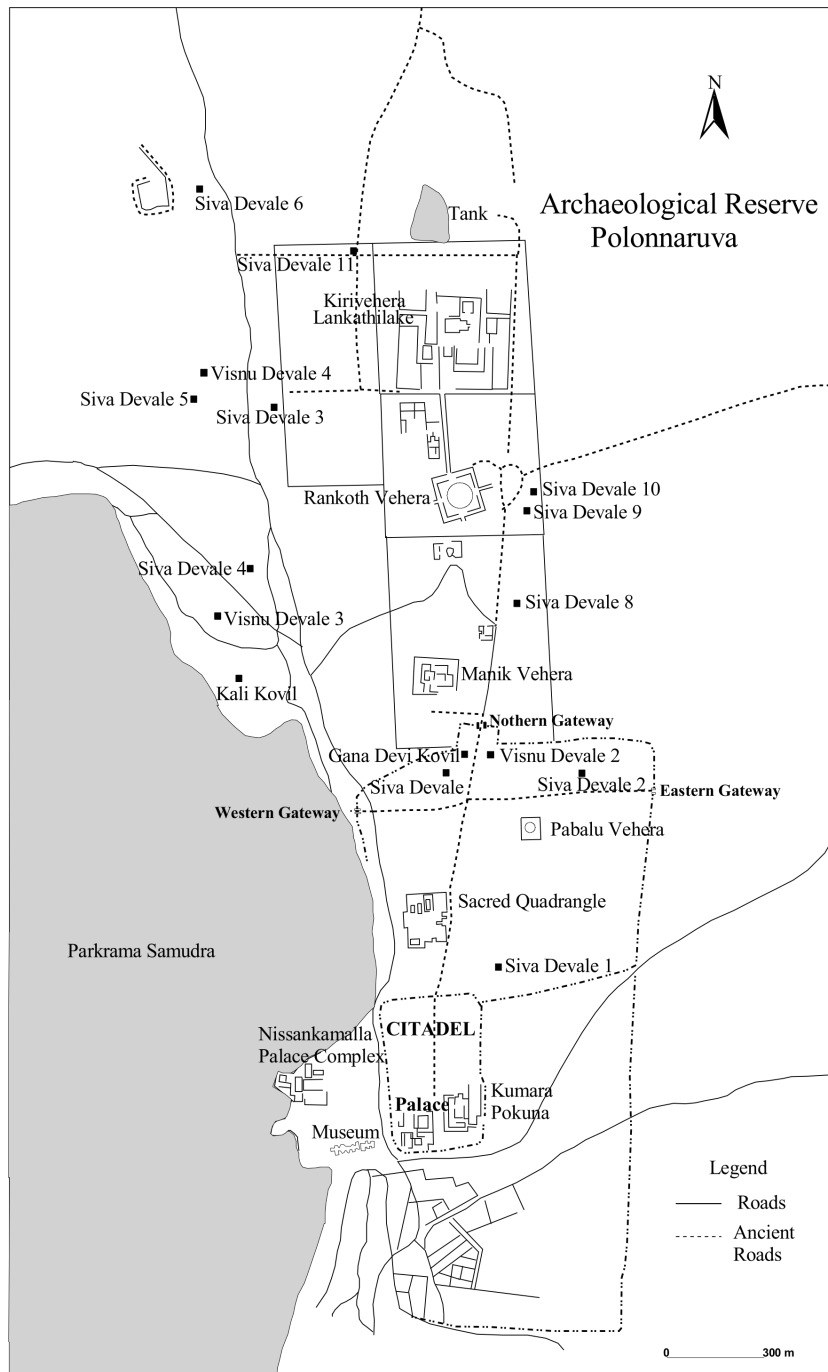 N
Archaeological Reserve
Polonnaruva
Siva Devale 6
Tank
Siva Devale 11
Kirivehera
Lankathilake
Visnu Devale 4
Siva Devale 5
Siva Devale 3
Rankoth Vehera
Siva Devale 10
Siva Devale 9
Siva Devale 4
Siva Devale 8
Visnu Devale 3
Manik Vehera
Kali Kovil
Nothern Gateway
Gana Devi Kovil
Visnu Devale 2
Siva Devale
Siva Devale 2
Eastern Gateway
Western Gateway
Pabalu Vehera
Sacred Quadrangle
Parkrama Samudra
Siva Devale 1
CITADEL
Nissankamalla
Palace Complex
Palace
Kumara
Pokuna
Museum
Legend
Roads
Ancient
Roads
0 300 m